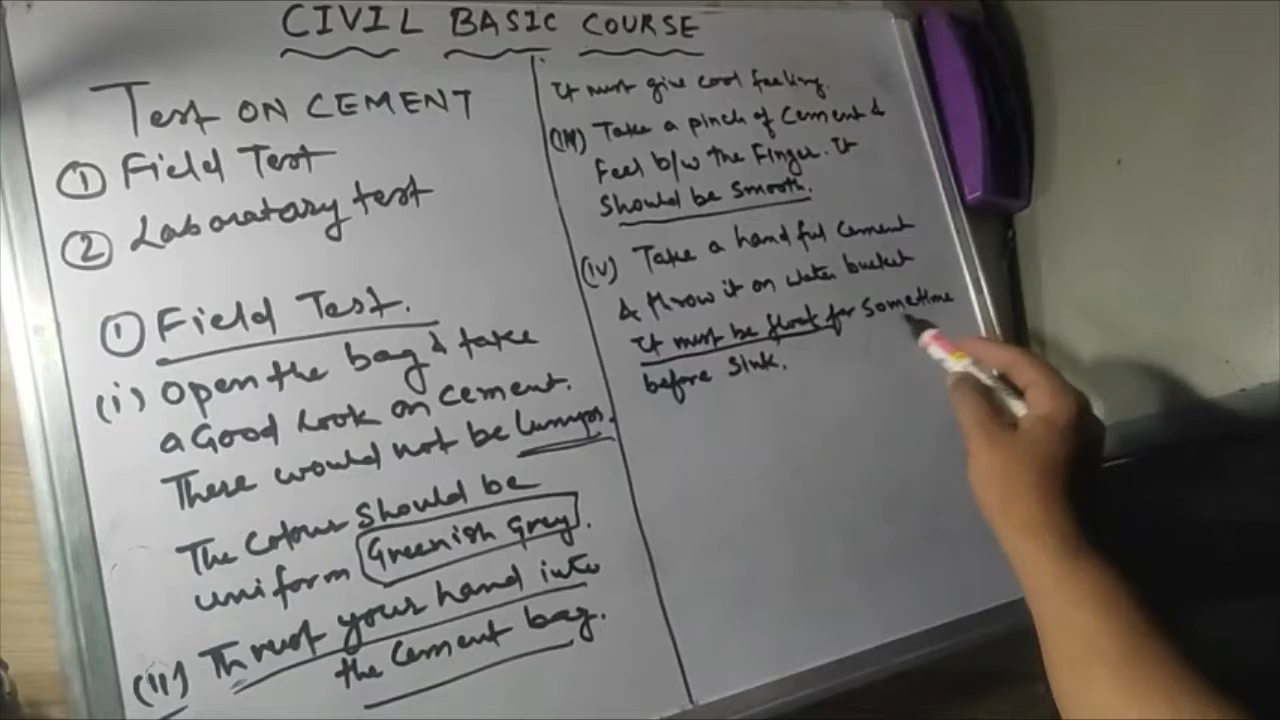 CIVIL BASIC COURSE
Test ON CEMENT
① Field Test
② Laboratary test
① Field Test.
(i) Open the bag & take
a Good Look on cement.
There would not be Lumps.
The Colour should be
uniform Greenish Grey.
(ii) Thrust your hand into
the Cement bag.
It must give cool feeling.
(iii) Take a pinch of Cement &
Feel b/w the Finger. It
Should be Smooth.
(iv) Take a hand ful cement
& throw it on water bucket
It must be float for Sometime
before Sink.